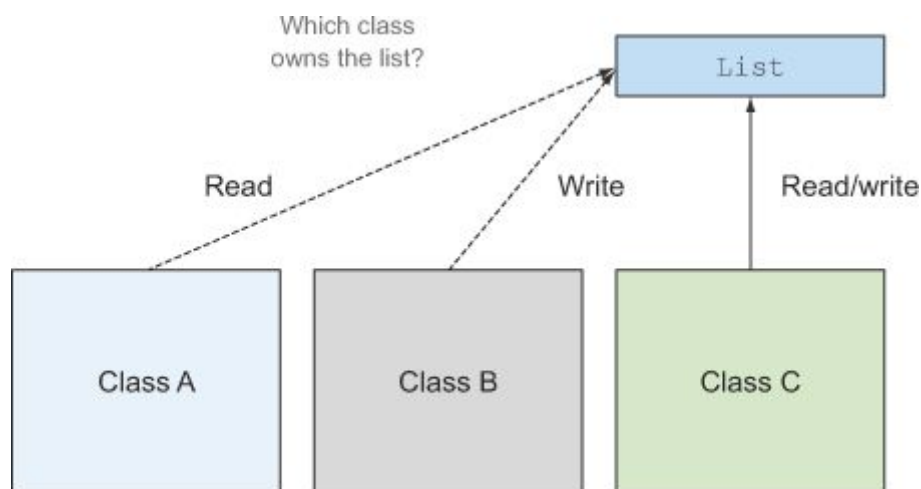 Which class
owns the list?
List
Read
Write
Read/write
Class A
Class B
Class C